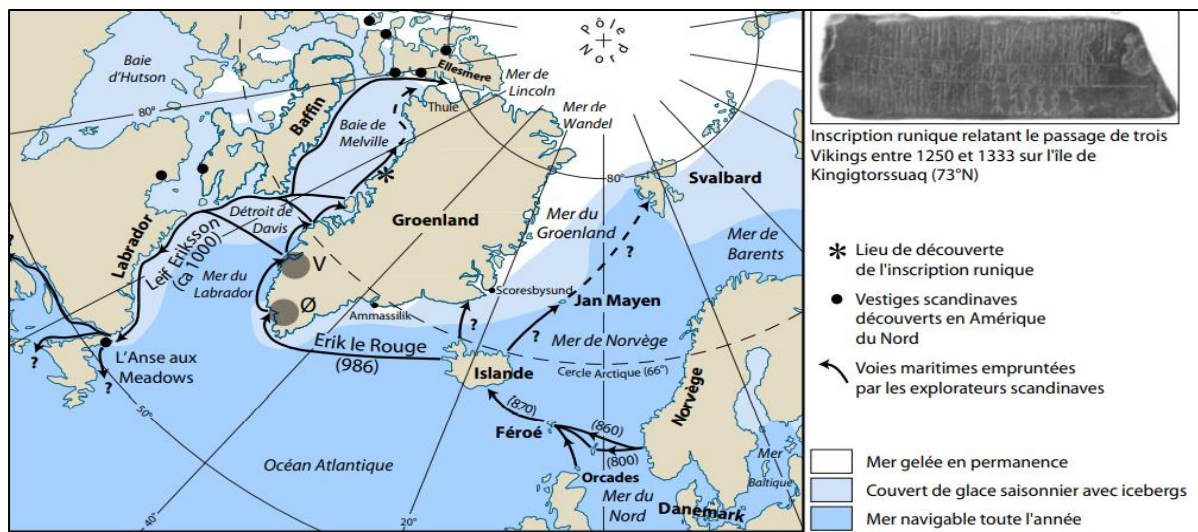 Pôle
Nord
Baie
d'Hutson
80°
Baffin
Ellesmere
Mer de
Lincoln
Thule
Mer de
Wandel
Baie de
Melville
*
80°
Svalbard
Groenland
Mer du
Groenland
?
Mer de
Barents
Labrador
Détroit de
Davis
Leif Eriksson
(ca 1000)
Mer du
Labrador
V
Ø
Scoresbysund
Ammassilik
Jan Mayen
?
?
?
Mer de Norvège
Erik le Rouge
(986)
Islande
Cercle Arctique (66°)
Norvège
?
?
L'Anse aux
Meadows
50°
(870)
(860)
(800)
Féroé
Orcades
Océan Atlantique
Mer
Baltique
Mer du
Nord
Danemark
40°
20°
Inscription runique relatant le passage de trois
Vikings entre 1250 et 1333 sur l'île de
Kingigtorssuaq (73°N)
* Lieu de découverte
de l'inscription runique
Vestiges scandinaves
découverts en Amérique
du Nord
Voies maritimes empruntées
par les explorateurs scandinaves
Mer gelée en permanence
Couvert de glace saisonnier avec icebergs
Mer navigable toute l'année